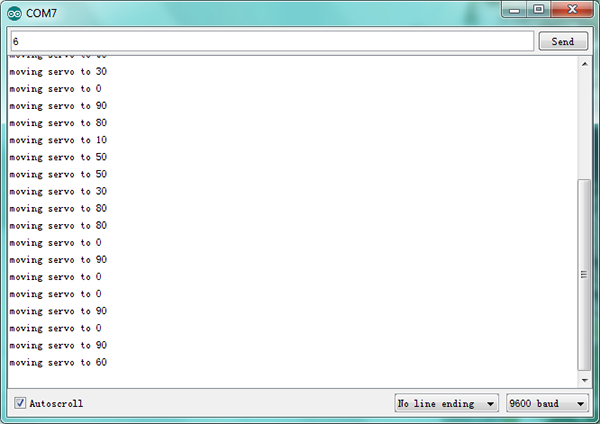 COM7
6
Send
moving servo to
moving servo to 30
moving servo to 0
moving servo to 90
moving servo to 80
moving servo to 10
moving servo to 50
moving servo to 50
moving servo to 30
moving servo to 80
moving servo to 80
moving servo to 0
moving servo to 90
moving servo to 0
moving servo to 0
moving servo to 90
moving servo to 0
moving servo to 90
moving servo to 60
Autoscroll
No line ending
9600 baud